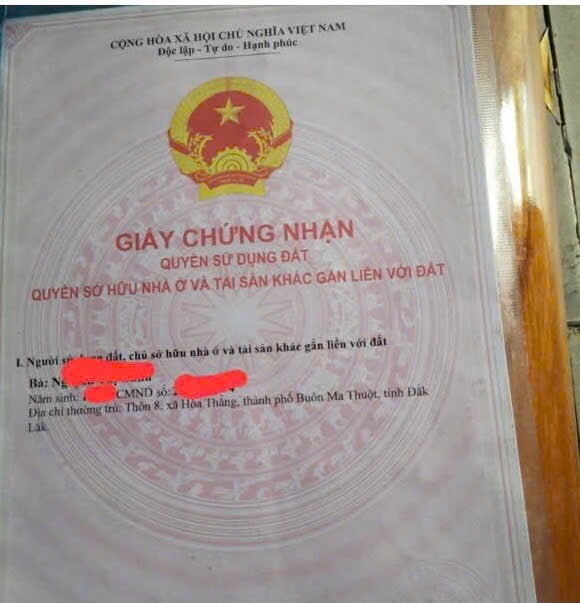 CỘNG HÒA XÃ HỘI CHỦ NGHĨA VIỆT NAM
Độc lập - Tự do - Hạnh phúc
GIẤY CHỨNG NHẬN
QUYỀN SỬ DỤNG ĐẤT
QUYỀN SỞ HỮU NHÀ Ở VÀ TÀI SẢN KHÁC GẮN LIỀN VỚI ĐẤT
I. Người đất, chủ sở hữu nhà ở và tài sản khác gắn liền với đất
Bà:
Năm sinh: CMND số:
Địa chỉ thường trú: Thôn 8, xã Hòa Thắng, thành phố Buôn Ma Thuột, tỉnh Đắk
Lắk.